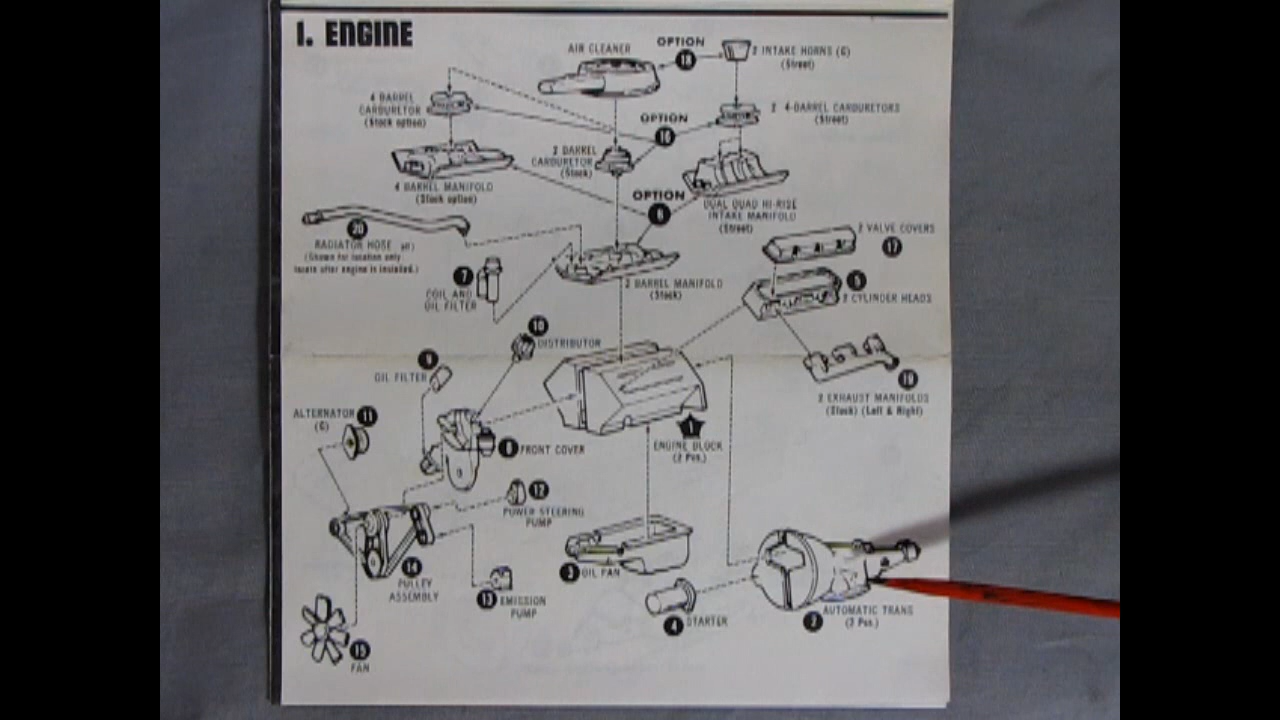 1. ENGINE
AIR CLEANER
OPTION
18
2 INTAKE HORNS (C)
(Street)
4 BARREL
CARBURETOR
(Stock option)
2 4-BARREL CARBURETORS
(Street)
OPTION
16
2 BARREL
CARBURETOR
(Stock)
4 BARREL MANIFOLD
(Stock option)
OPTION
6
DUAL QUAD HI-RISE
INTAKE MANIFOLD
(Street)
20
RADIATOR HOSE
(Shown for location only
locate after engine is installed.)
2 VALVE COVERS
17
7
COIL AND
OIL FILTER
2 BARREL MANIFOLD
(Stock)
5
2 CYLINDER HEADS
10
DISTRIBUTOR
9
OIL FILTER
19
2 EXHAUST MANIFOLDS
(Stock) (Left & Right)
ALTERNATOR 11
(C)
1
ENGINE BLOCK
(2 Pcs.)
8 FRONT COVER
12
POWER STEERING
PUMP
14
PULLEY
ASSEMBLY
13 EMISSION
PUMP
3 OIL PAN
4 STARTER
2 AUTOMATIC TRANS
(3 Pcs.)
15
FAN